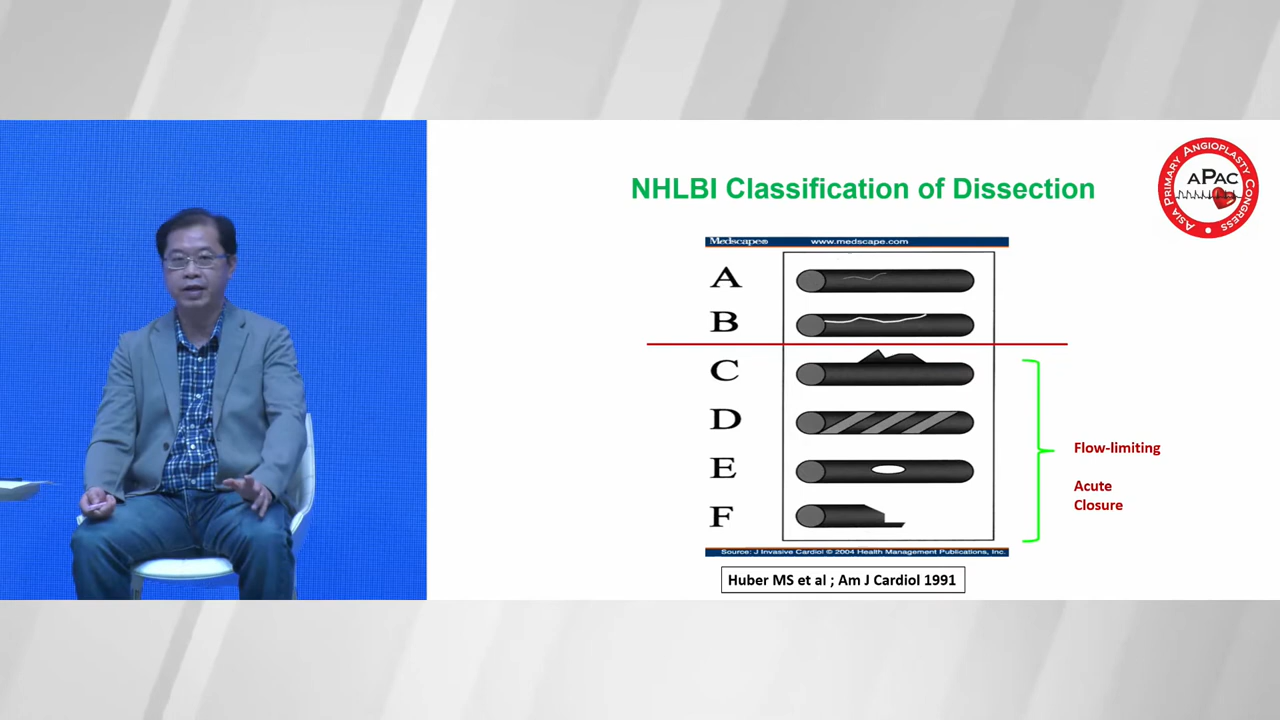 NHLBI Classification of Dissection
ASIA PRIMARY ANGIOPLASTY CONGRESS
aPAC
Medscape® www.medscape.com
A
B
C
D
E
F
Flow-limiting
Acute
Closure
Source: J Invasive Cardiol © 2004 Health Management Publications, Inc.
Huber MS et al ; Am J Cardiol 1991